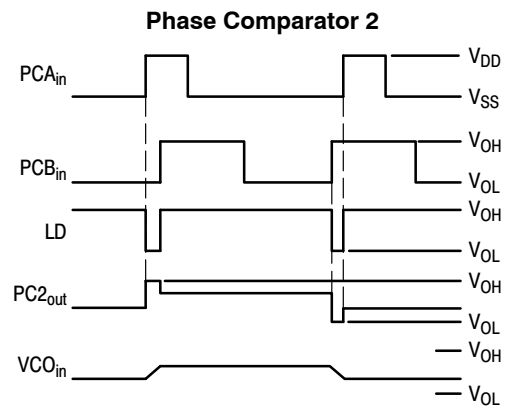 Phase Comparator 2
PCA_in
V_DD
V_SS
PCB_in
V_OH
V_OL
LD
V_OH
V_OL
PC2_out
V_OH
V_OL
VCO_in
V_OH
V_OL